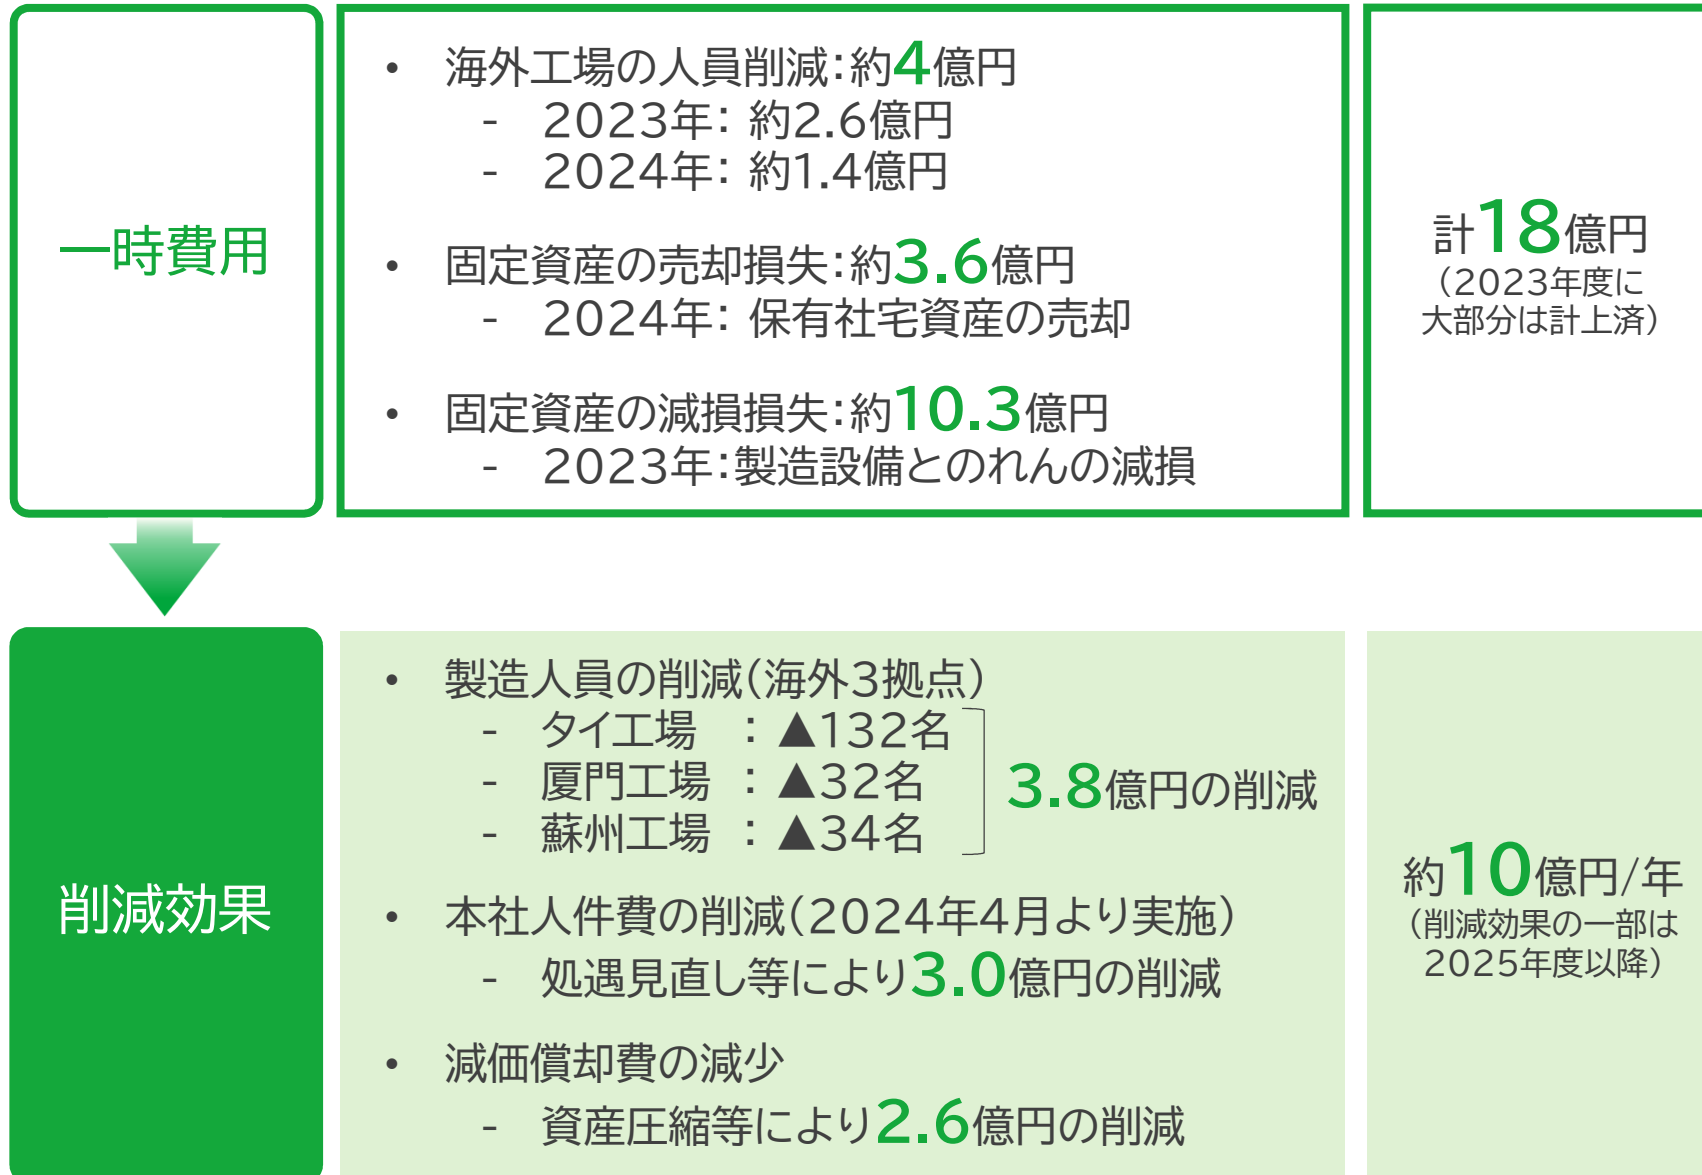 一時費用
• 海外工場の人員削減：約4億円
- 2023年： 約2.6億円
- 2024年： 約1.4億円
• 固定資産の売却損失：約3.6億円
- 2024年： 保有社宅資産の売却
• 固定資産の減損損失：約10.3億円
- 2023年：製造設備とのれんの減損
計18億円
（2023年度に
大部分は計上済）
削減効果
• 製造人員の削減（海外3拠点）
- タイ工場 ： ▲132名
- 厦門工場 ： ▲32名
- 蘇州工場 ： ▲34名
3.8億円の削減
• 本社人件費の削減（2024年4月より実施）
- 処遇見直し等により3.0億円の削減
• 減価償却費の減少
- 資産圧縮等により2.6億円の削減
約10億円/年
（削減効果の一部は
2025年度以降）